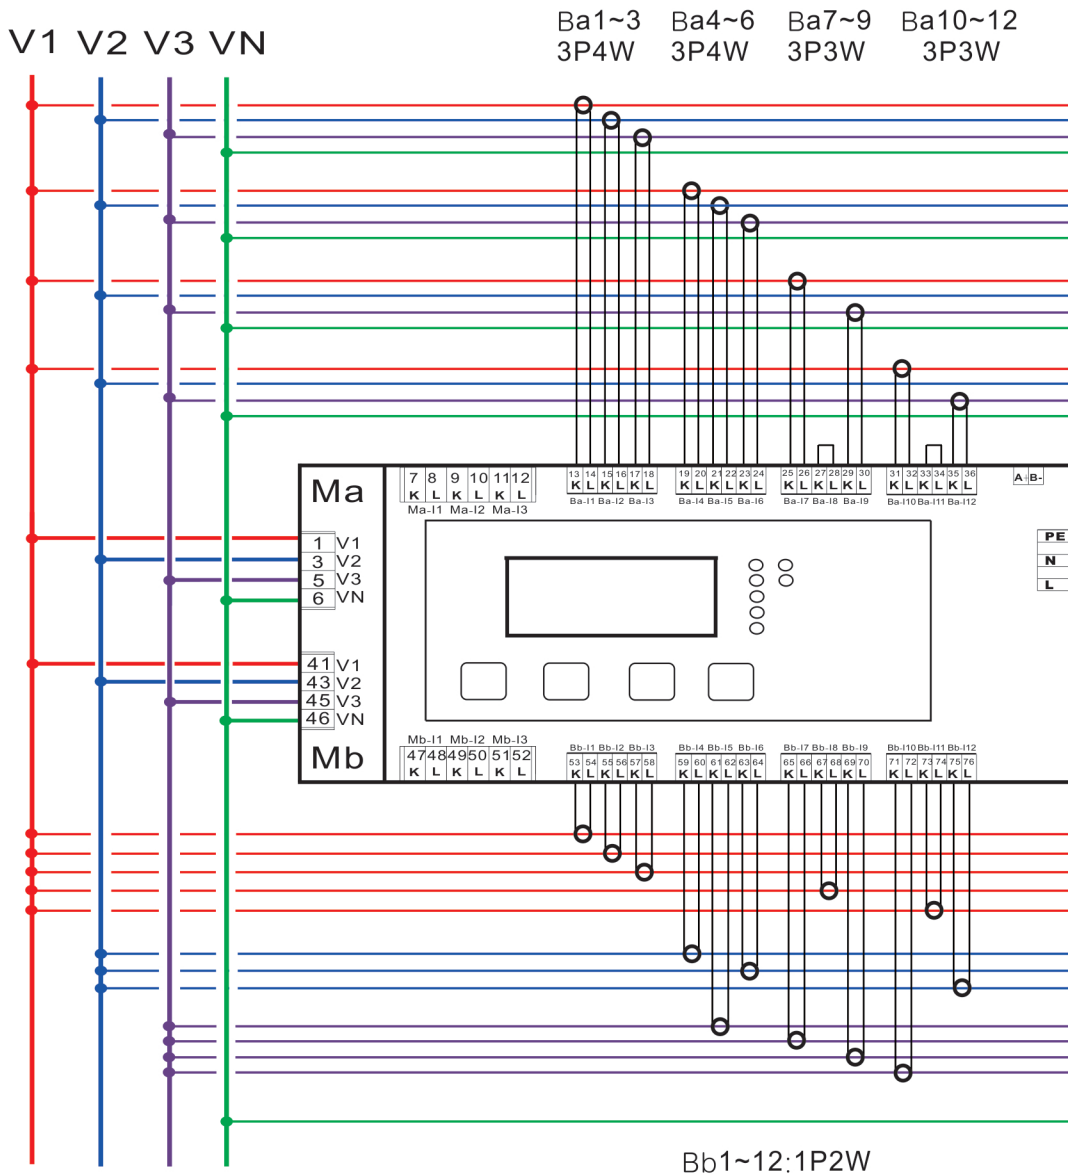 V1 V2 V3 VN
Ba1~3 Ba4~6 Ba7~9 Ba10~12
3P4W 3P4W 3P3W 3P3W
Ma
7 8 9 10 11 12 13 14 15 16 17 18 19 20 21 22 23 24 25 26 27 28 29 30 31 32 33 34 35 36
K L K L K L K L K L K L K L K L K L K L K L K L K L K L K L
Ma-I1 Ma-I2 Ma-I3 Ba-I1 Ba-I2 Ba-I3 Ba-I4 Ba-I5 Ba-I6 Ba-I7 Ba-I8 Ba-I9 Ba-I10 Ba-I11 Ba-I12
A+ B-
PE
N
L
1 V1
3 V2
5 V3
6 VN
41 V1
43 V2
45 V3
46 VN
Mb
Mb-I1 Mb-I2 Mb-I3 Bb-I1 Bb-I2 Bb-I3 Bb-I4 Bb-I5 Bb-I6 Bb-I7 Bb-I8 Bb-I9 Bb-I10 Bb-I11 Bb-I12
47 48 49 50 51 52 53 54 55 56 57 58 59 60 61 62 63 64 65 66 67 68 69 70 71 72 73 74 75 76
K L K L K L K L K L K L K L K L K L K L K L K L K L K L K L
Bb1~12:1P2W